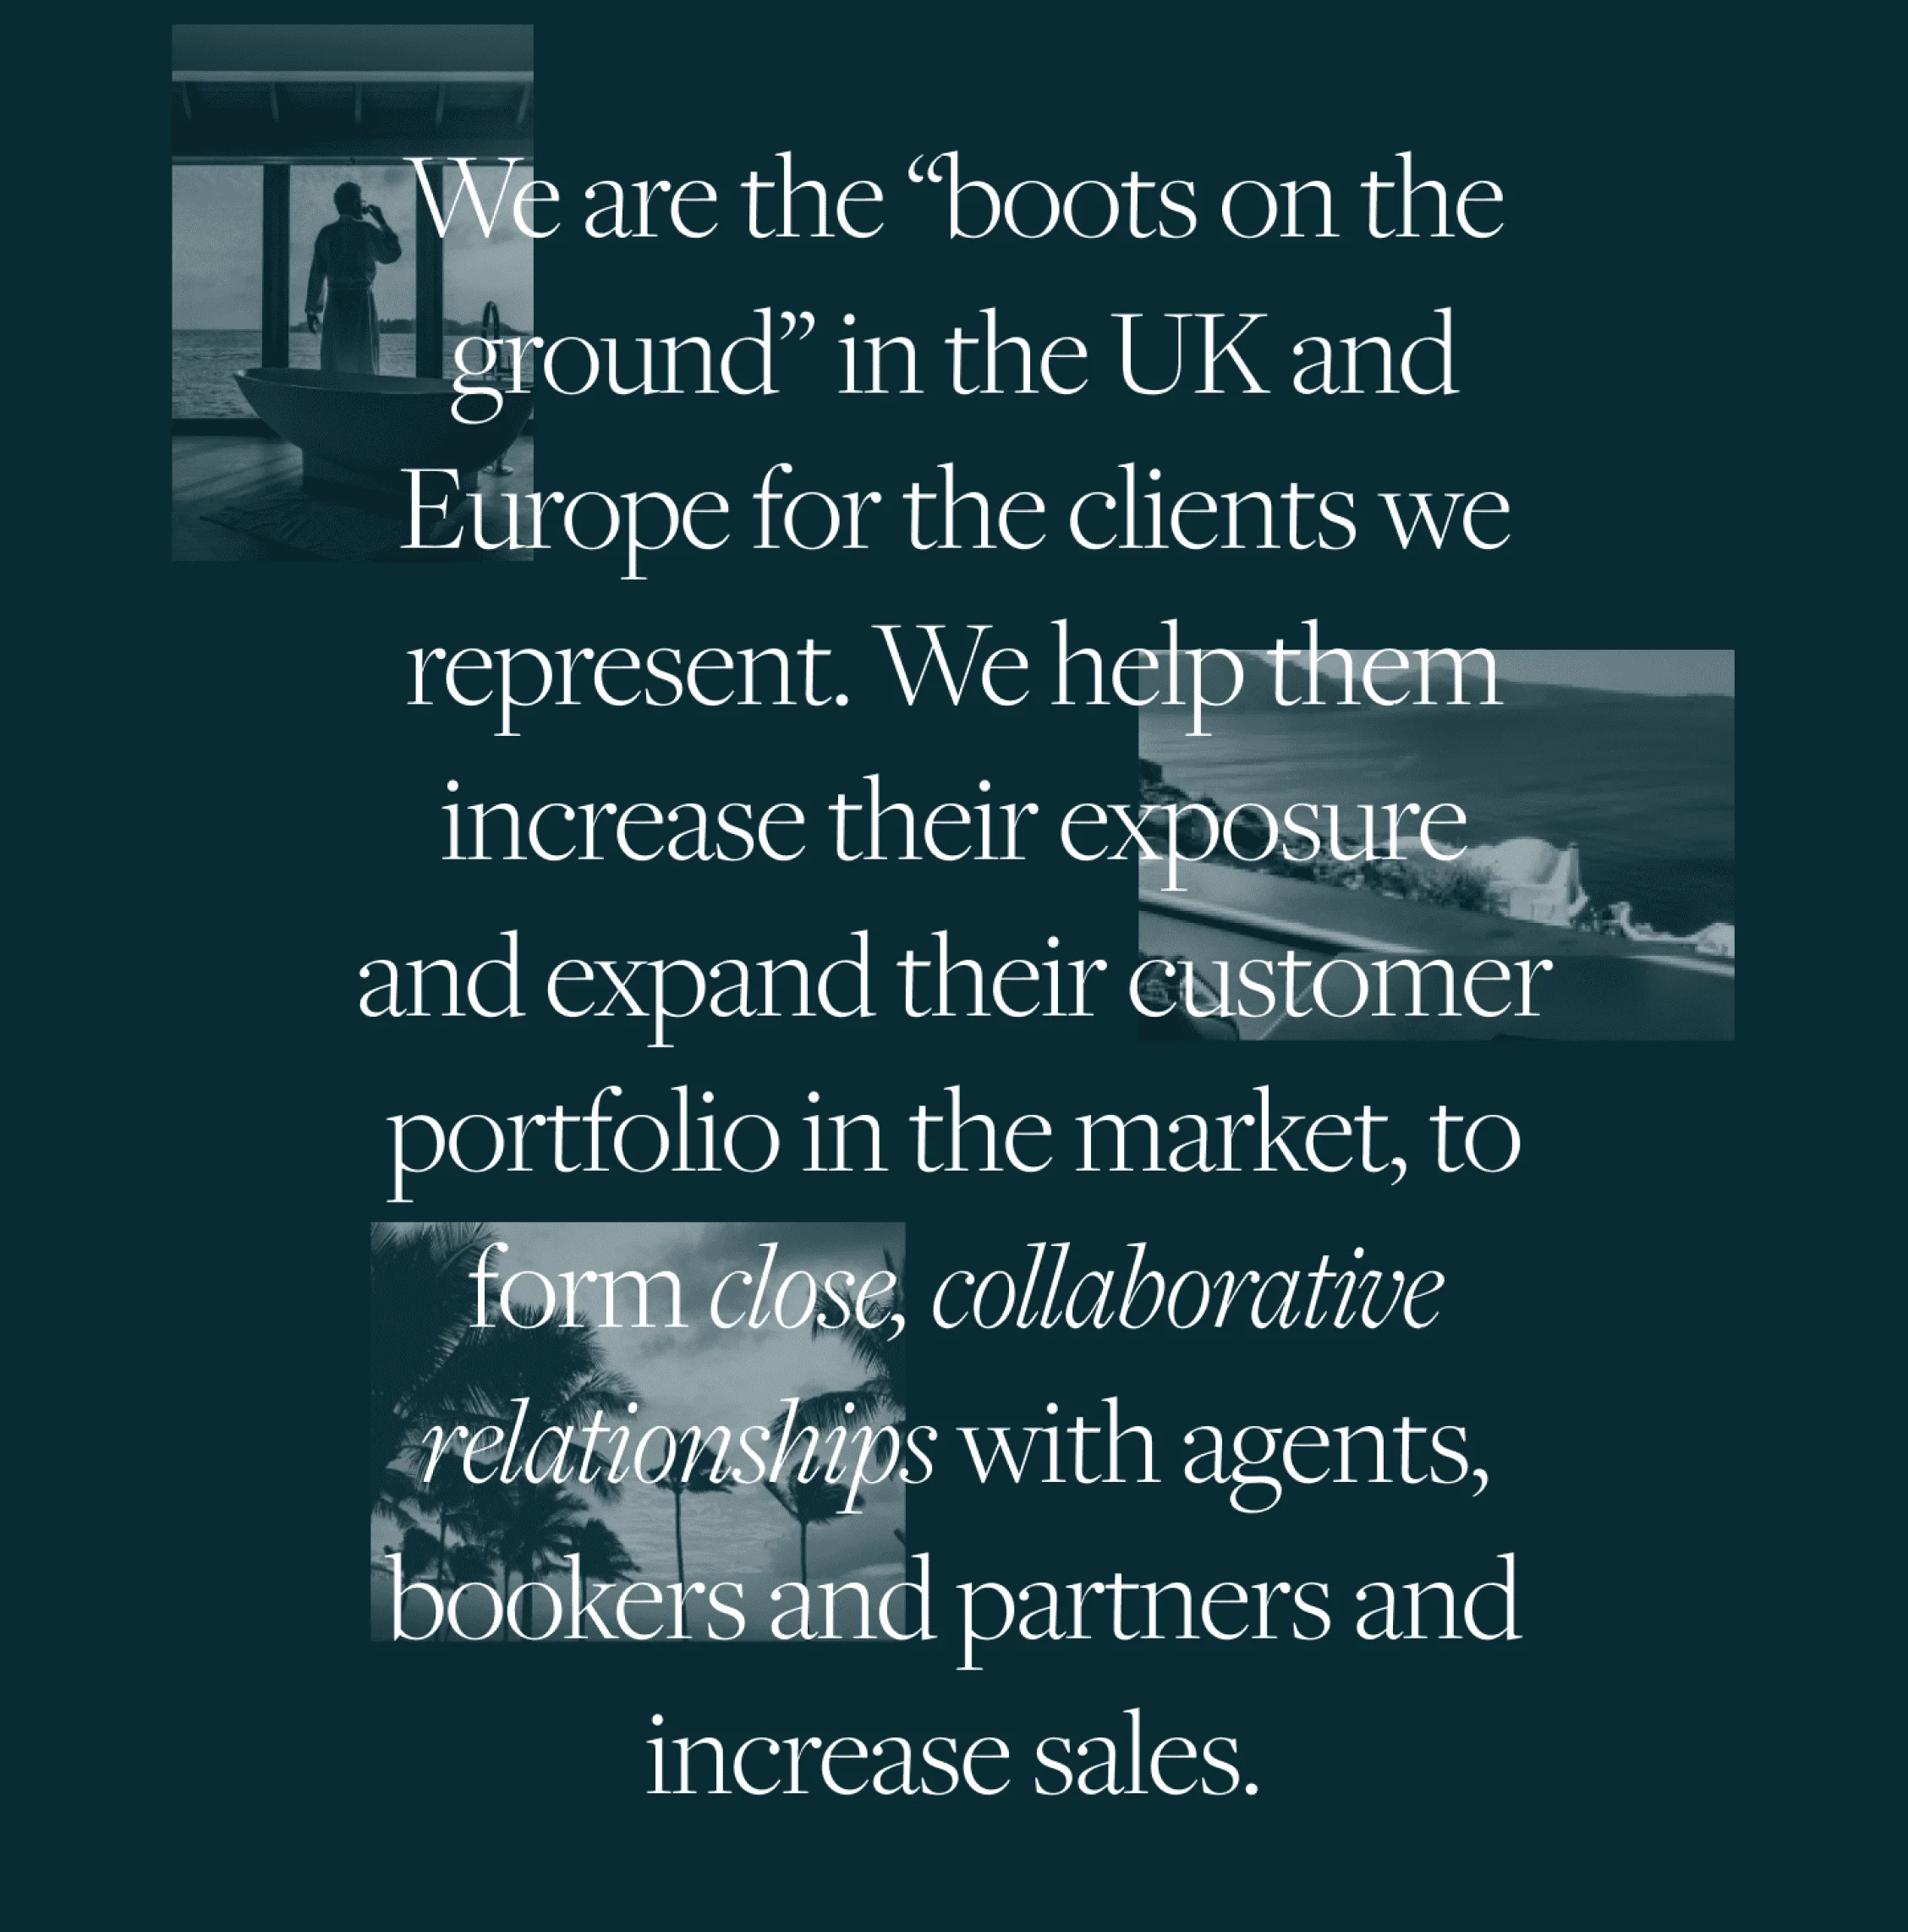 We are the “boots on the
ground” in the UK and
Europe for the clients we
represent. We help them
increase their exposure
and expand their customer
portfolio in the market, to
form close, collaborative
relationships with agents,
bookers and partners and
increase sales.